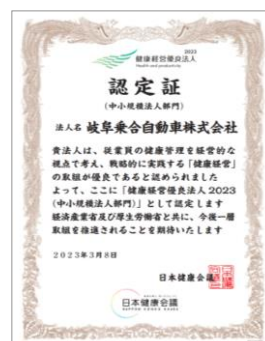 2023
健康経営優良法人
Health and productivity
認定証
(中小規模法人部門)
法人名 岐阜乗合自動車株式会社
貴法人は、従業員の健康管理を経営的な
視点で考え、戦略的に実践する「健康経営」
の取組が優良であると認められました
よって、ここに「健康経営優良法人2023
(中小規模法人部門)」として認定します
経済産業省及び厚生労働省と共に、今後一層
取組を推進されることを期待いたします
2023年3月8日
日本健康会議
日本健康会議
NIPPON KENKO KAIGI